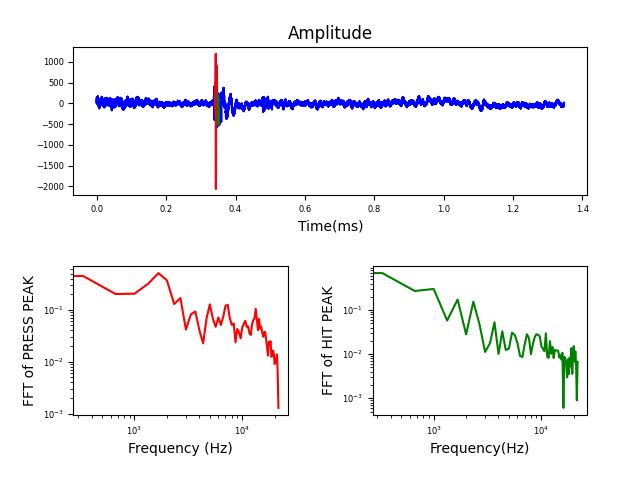 Amplitude
1000
500
0
−500
−1000
−1500
−2000
0.0 0.2 0.4 0.6 0.8 1.0 1.2 1.4
Time(ms)
FFT of PRESS PEAK
10⁻¹
10⁻²
10⁻³
10³ 10⁴
Frequency (Hz)
FFT of HIT PEAK
10⁻¹
10⁻²
10⁻³
10³ 10⁴
Frequency(Hz)